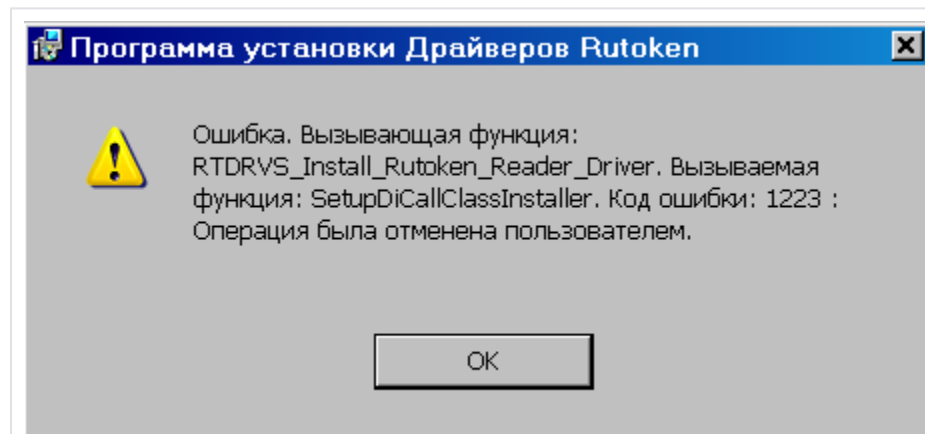 Программа установки Драйверов Rutoken
Ошибка. Вызывающая функция:
RTDRVS_Install_Rutoken_Reader_Driver. Вызываемая
функция: SetupDiCallClassInstaller. Код ошибки: 1223 :
Операция была отменена пользователем.
OK